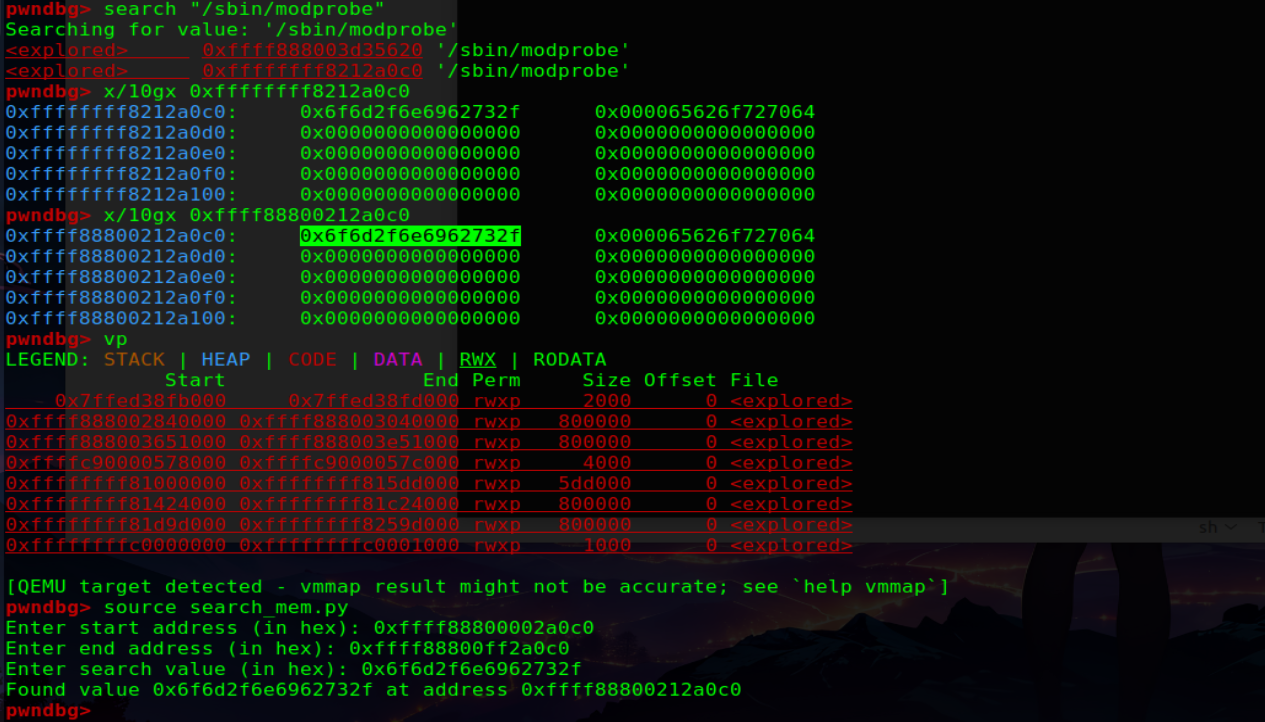 pwndbg> search "/sbin/modprobe"
Searching for value: '/sbin/modprobe'
<explored> 0xffff888003d35620 '/sbin/modprobe'
<explored> 0xffffffff8212a0c0 '/sbin/modprobe'
pwndbg> x/10gx 0xffffffff8212a0c0
0xffffffff8212a0c0: 0x6f6d2f6e6962732f 0x000065626f727064
0xffffffff8212a0d0: 0x0000000000000000 0x0000000000000000
0xffffffff8212a0e0: 0x0000000000000000 0x0000000000000000
0xffffffff8212a0f0: 0x0000000000000000 0x0000000000000000
0xffffffff8212a100: 0x0000000000000000 0x0000000000000000
pwndbg> x/10gx 0xffff88800212a0c0
0xffff88800212a0c0: 0x6f6d2f6e6962732f 0x000065626f727064
0xffff88800212a0d0: 0x0000000000000000 0x0000000000000000
0xffff88800212a0e0: 0x0000000000000000 0x0000000000000000
0xffff88800212a0f0: 0x0000000000000000 0x0000000000000000
0xffff88800212a100: 0x0000000000000000 0x0000000000000000
pwndbg> vp
LEGEND: STACK | HEAP | CODE | DATA | RWX | RODATA
Start End Perm Size Offset File
0x7ffed38fb000 0x7ffed38fd000 rwxp 2000 0 <explored>
0xffff888002840000 0xffff888003040000 rwxp 800000 0 <explored>
0xffff888003651000 0xffff888003e51000 rwxp 800000 0 <explored>
0xffffc90000578000 0xffffc9000057c000 rwxp 4000 0 <explored>
0xffffffff81000000 0xffffffff815dd000 rwxp 5dd000 0 <explored>
0xffffffff81424000 0xffffffff81c24000 rwxp 800000 0 <explored>
0xffffffff81d9d000 0xffffffff8259d000 rwxp 800000 0 <explored>
sh
0xffffffffc0000000 0xffffffffc0001000 rwxp 1000 0 <explored>
[QEMU target detected - vmmap result might not be accurate; see `help vmmap`]
pwndbg> source search_mem.py
Enter start address (in hex): 0xffff88800002a0c0
Enter end address (in hex): 0xffff88800ff2a0c0
Enter search value (in hex): 0x6f6d2f6e6962732f
Found value 0x6f6d2f6e6962732f at address 0xffff88800212a0c0
pwndbg>